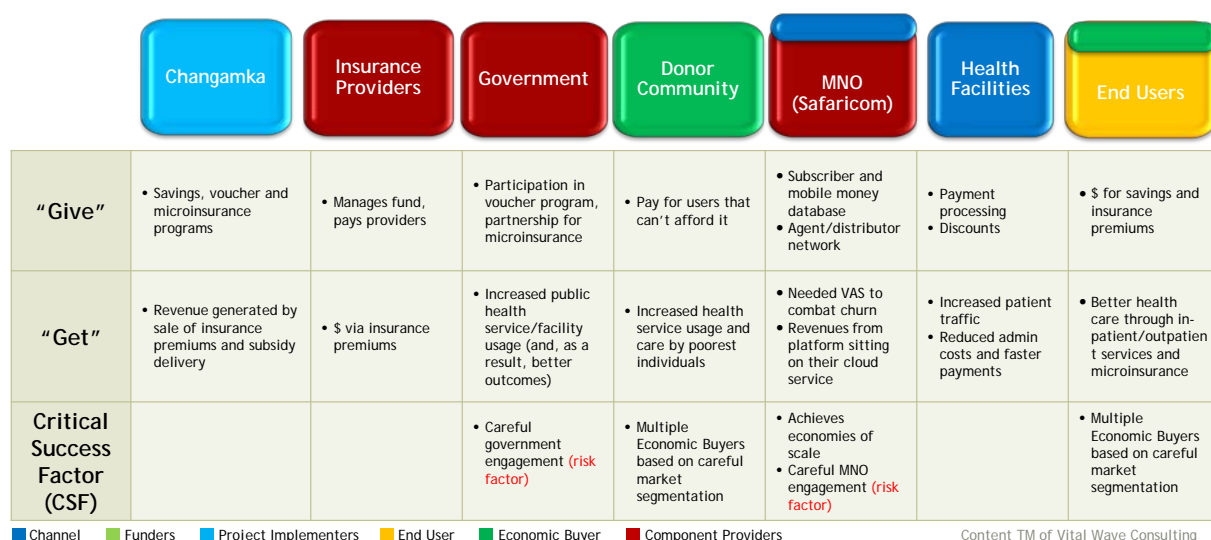 Changamka
Insurance
Providers
Government
Donor
Community
MNO
(Safaricom)
Health
Facilities
End Users
“Give”
• Savings, voucher and
microinsurance
programs
• Manages fund,
pays providers
• Participation in
voucher program,
partnership for
microinsurance
• Pay for users that
can’t afford it
• Subscriber and
mobile money
database
• Agent/distributor
network
• Payment
processing
• Discounts
• $ for savings and
insurance
premiums
“Get”
• Revenue generated by
sale of insurance
premiums and subsidy
delivery
• $ via insurance
premiums
• Increased public
health
service/facility
usage (and, as a
result, better
outcomes)
• Increased health
service usage and
care by poorest
individuals
• Needed VAS to
combat churn
• Revenues from
platform sitting
on their cloud
service
• Increased patient
traffic
• Reduced admin
costs and faster
payments
• Better health
care through in-
patient/outpatien
t services and
microinsurance
Critical
Success
Factor
(CSF)
• Careful
government
engagement (risk
factor)
• Multiple
Economic Buyers
based on careful
market
segmentation
• Achieves
economies of
scale
• Careful MNO
engagement (risk
factor)
• Multiple
Economic Buyers
based on careful
market
segmentation
Channel Funders Project Implementers End User Economic Buyer Component Providers Content TM of Vital Wave Consulting